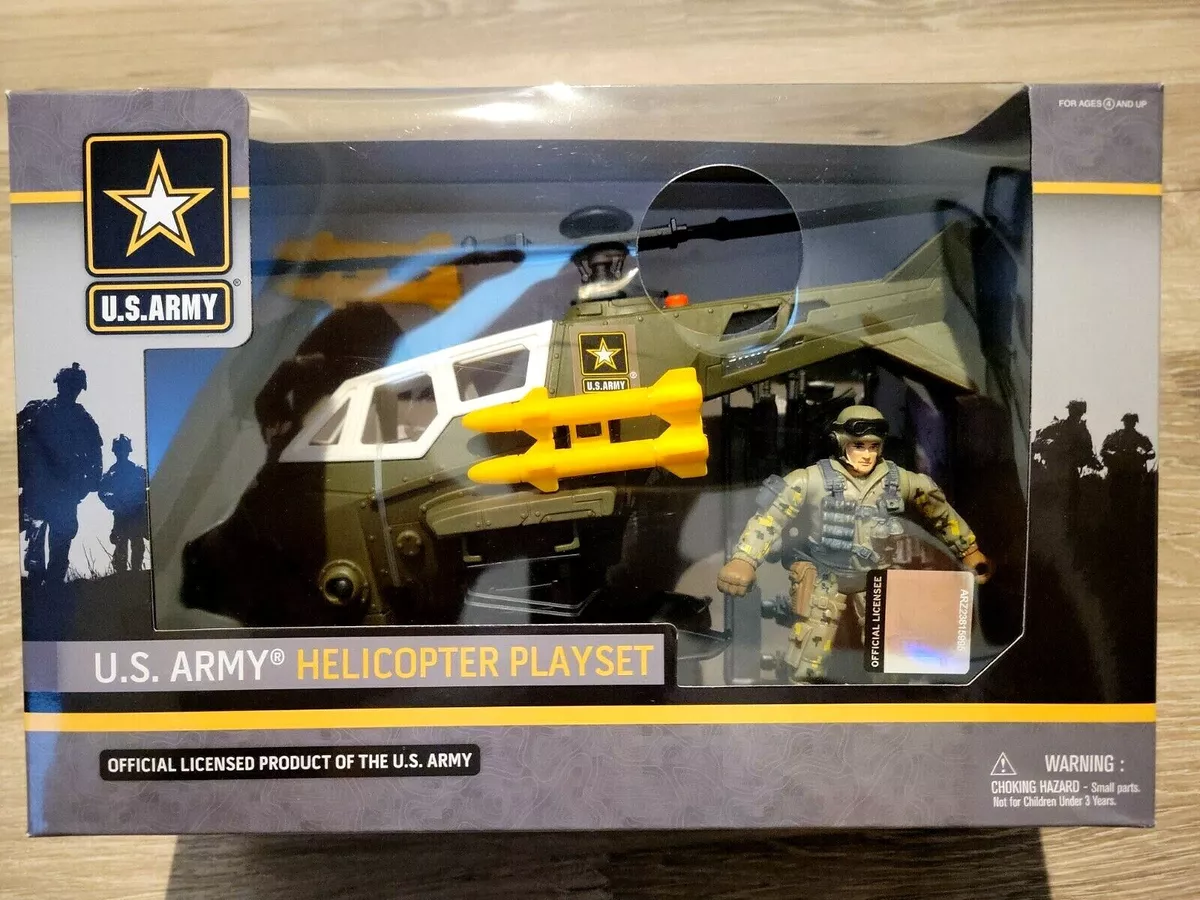 FOR AGES 4 AND UP
U.S.ARMY®
U.S.ARMY®
OFFICIAL LICENSEE
ARZ23615985
U.S. ARMY® HELICOPTER PLAYSET
OFFICIAL LICENSED PRODUCT OF THE U.S. ARMY
WARNING :
CHOKING HAZARD - Small parts.
Not for Children Under 3 Years.